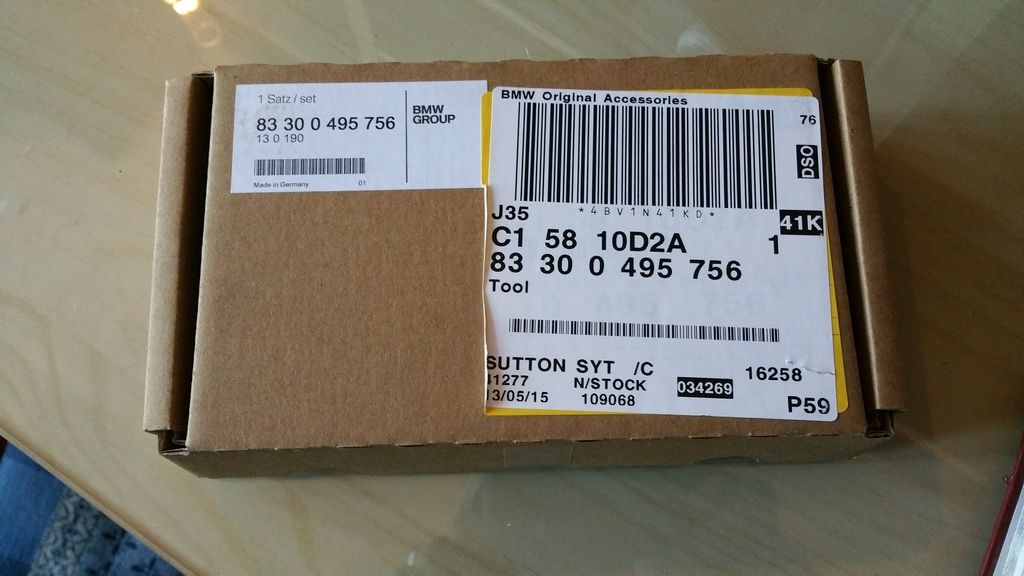 1 Satz / set
83 30 0 495 756
13 0 190
Made in Germany 01
BMW
GROUP
BMW Original Accessories
76
DSO
*4BV1N41KD*
J35
41K
C1 58 10D2A 1
83 30 0 495 756
Tool
SUTTON SYT /C 16258
41277 N/STOCK 034269
13/05/15 109068 P59